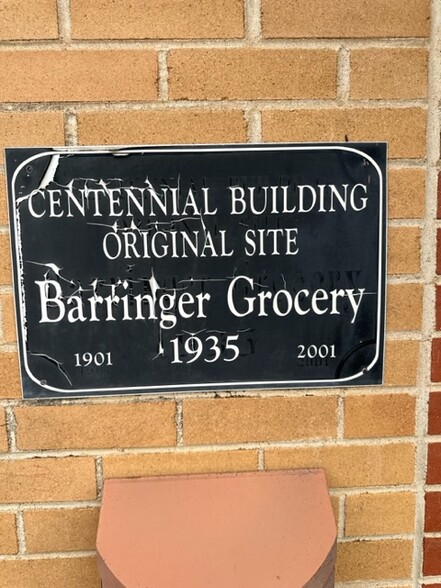 CENTENNIAL BUILDING
ORIGINAL SITE
Barringer Grocery
1901 1935 2001